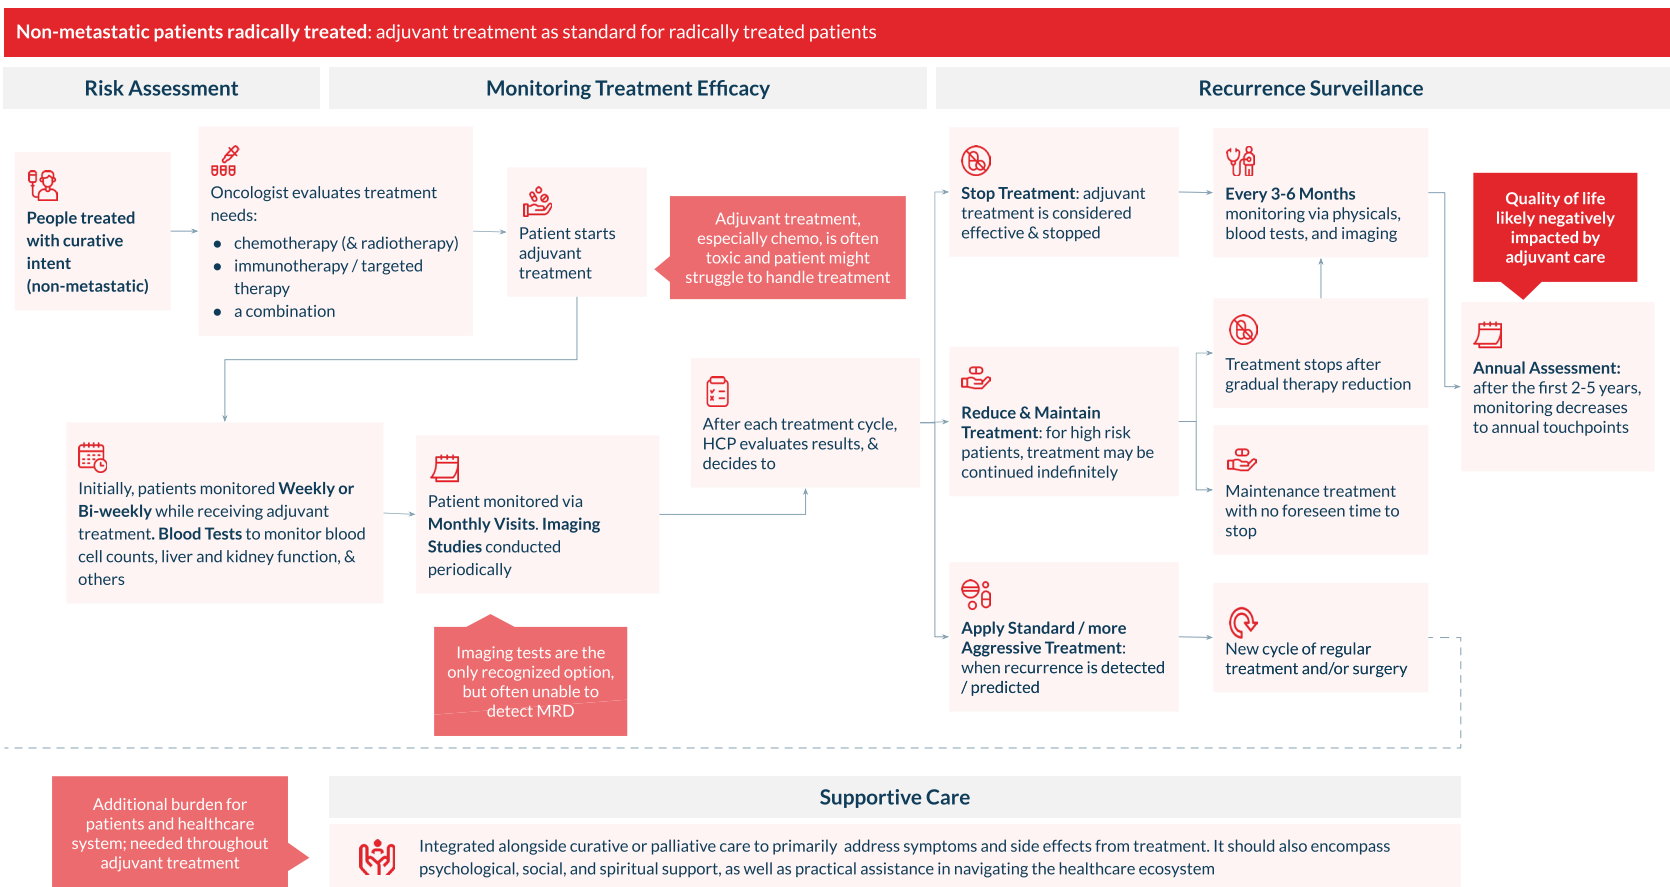 Non-metastatic patients radically treated: adjuvant treatment as standard for radically treated patients
Risk Assessment
Monitoring Treatment Efficacy
Recurrence Surveillance
People treated
with curative
intent
(non-metastatic)
Oncologist evaluates treatment
needs:
● chemotherapy (& radiotherapy)
● immunotherapy / targeted
therapy
● a combination
Patient starts
adjuvant
treatment
Adjuvant treatment,
especially chemo, is often
toxic and patient might
struggle to handle treatment
Initially, patients monitored Weekly or
Bi-weekly while receiving adjuvant
treatment. Blood Tests to monitor blood
cell counts, liver and kidney function, &
others
Patient monitored via
Monthly Visits. Imaging
Studies conducted
periodically
Imaging tests are the
only recognized option,
but often unable to
detect MRD
After each treatment cycle,
HCP evaluates results, &
decides to
Stop Treatment: adjuvant
treatment is considered
effective & stopped
Every 3-6 Months
monitoring via physicals,
blood tests, and imaging
Quality of life
likely negatively
impacted by
adjuvant care
Annual Assessment:
after the first 2-5 years,
monitoring decreases
to annual touchpoints
Reduce & Maintain
Treatment: for high risk
patients, treatment may be
continued indefinitely
Treatment stops after
gradual therapy reduction
Maintenance treatment
with no foreseen time to
stop
Apply Standard / more
Aggressive Treatment:
when recurrence is detected
/ predicted
New cycle of regular
treatment and/or surgery
Additional burden for
patients and healthcare
system; needed throughout
adjuvant treatment
Supportive Care
Integrated alongside curative or palliative care to primarily address symptoms and side effects from treatment. It should also encompass
psychological, social, and spiritual support, as well as practical assistance in navigating the healthcare ecosystem